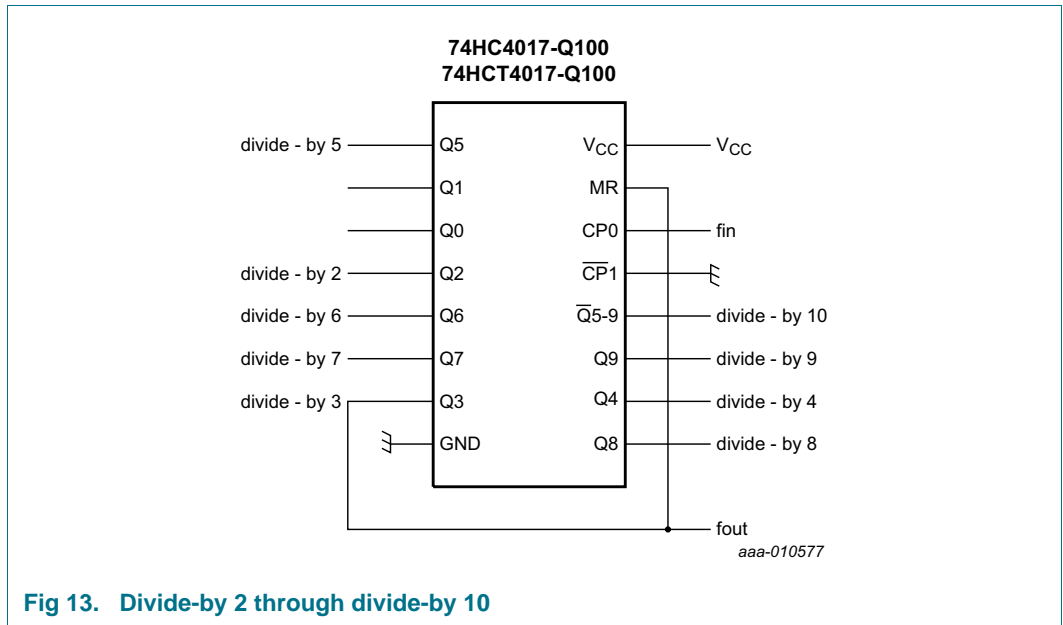 74HC4017-Q100
74HCT4017-Q100
divide - by 5 Q5 VCC VCC
Q1 MR
Q0 CP0 fin
divide - by 2 Q2 C̅P̅1
divide - by 6 Q6 Q̅5-9 divide - by 10
divide - by 7 Q7 Q9 divide - by 9
divide - by 3 Q3 Q4 divide - by 4
GND Q8 divide - by 8
fout
aaa-010577
Fig 13. Divide-by 2 through divide-by 10